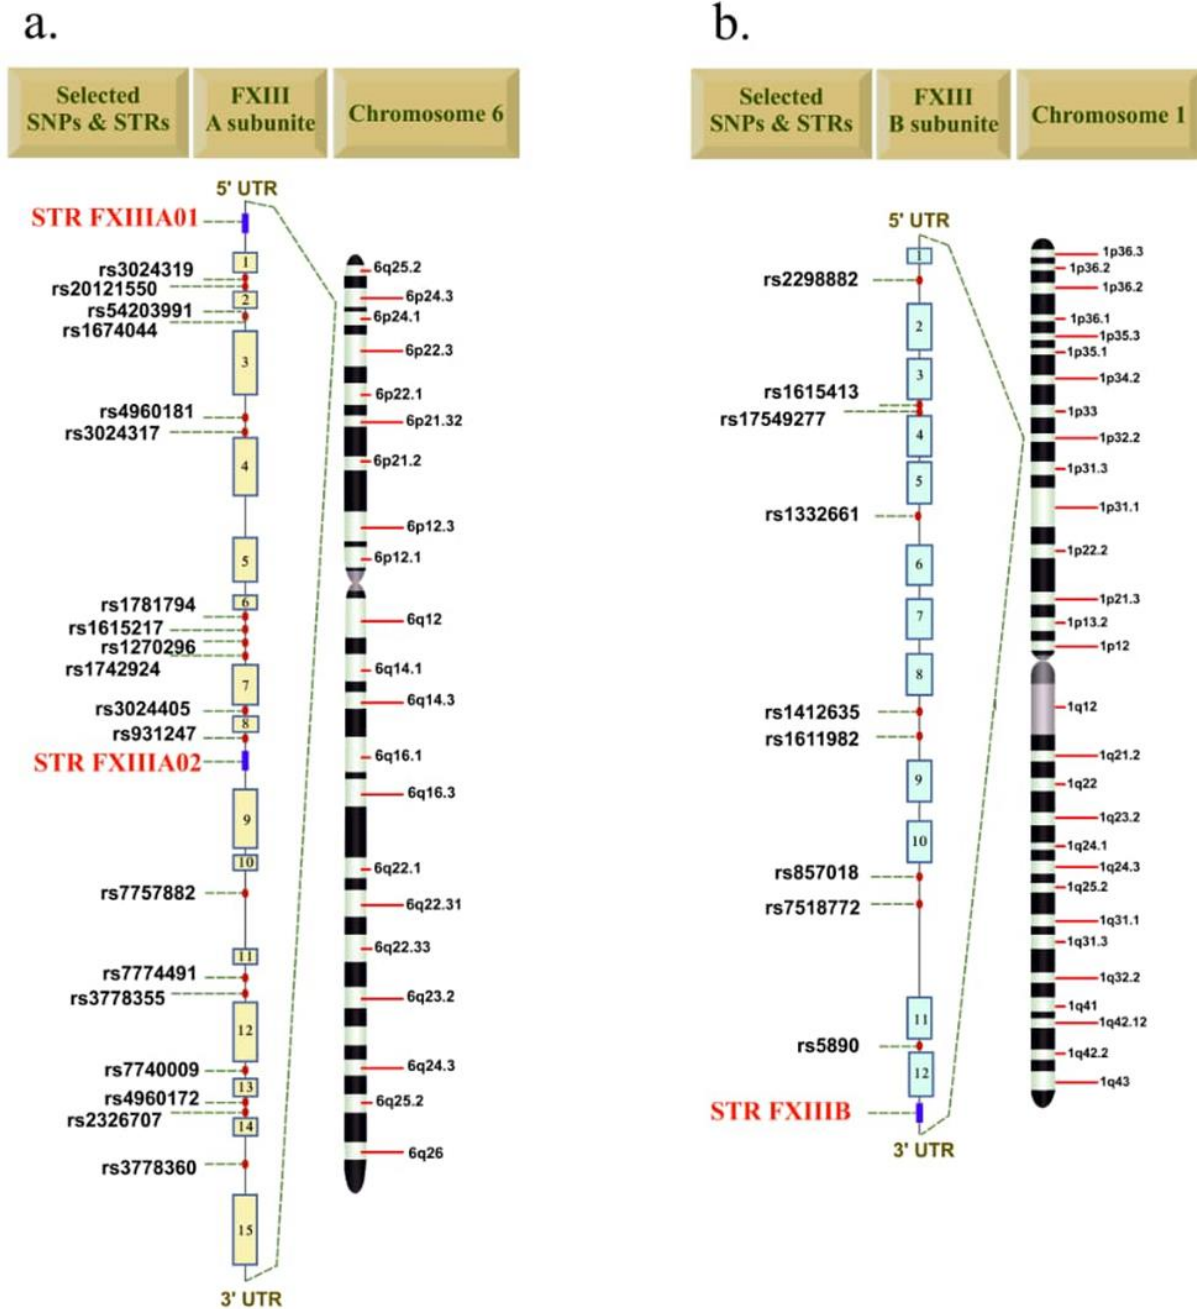 a.
Selected
SNPs & STRs
FXIII
A subunite
Chromosome 6
5' UTR
STR FXIIIA01
rs3024319
rs20121550
rs54203991
rs1674044
rs4960181
rs3024317
rs1781794
rs1615217
rs1270296
rs1742924
rs3024405
rs931247
STR FXIIIA02
rs7757882
rs7774491
rs3778355
rs7740009
rs4960172
rs2326707
rs3778360
1
2
3
4
5
6
7
8
9
10
11
12
13
14
15
3' UTR
6q25.2
6p24.3
6p24.1
6p22.3
6p22.1
6p21.32
6p21.2
6p12.3
6p12.1
6q12
6q14.1
6q14.3
6q16.1
6q16.3
6q22.1
6q22.31
6q22.33
6q23.2
6q24.3
6q25.2
6q26
b.
Selected
SNPs & STRs
FXIII
B subunite
Chromosome 1
5' UTR
rs2298882
rs1615413
rs17549277
rs1332661
rs1412635
rs1611982
rs857018
rs7518772
rs5890
STR FXIIIB
1
2
3
4
5
6
7
8
9
10
11
12
3' UTR
1p36.3
1p36.2
1p36.2
1p36.1
1p35.3
1p35.1
1p34.2
1p33
1p32.2
1p31.3
1p31.1
1p22.2
1p21.3
1p13.2
1p12
1q12
1q21.2
1q22
1q23.2
1q24.1
1q24.3
1q25.2
1q31.1
1q31.3
1q32.2
1q41
1q42.12
1q42.2
1q43